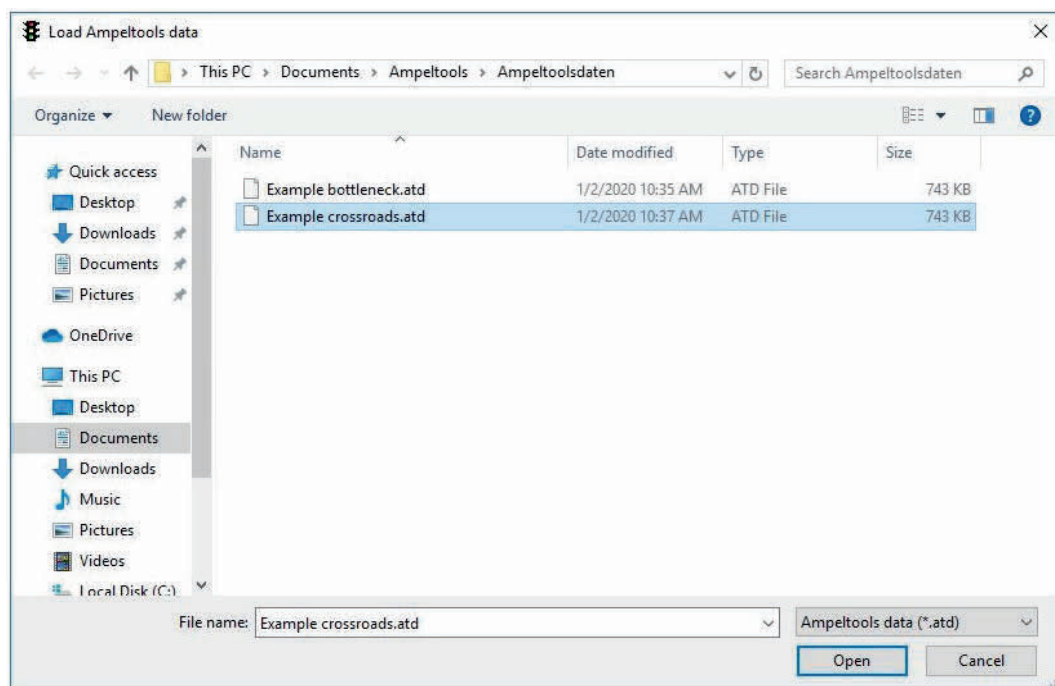 Load Ampeltools data
This PC > Documents > Ampeltools > Ampeltoolsdaten
Search Ampeltoolsdaten
Organize
New folder
Name
Date modified
Type
Size
Example bottleneck.atd 1/2/2020 10:35 AM ATD File 743 KB
Example crossroads.atd 1/2/2020 10:37 AM ATD File 743 KB
Quick access
Desktop
Downloads
Documents
Pictures
OneDrive
This PC
Desktop
Documents
Downloads
Music
Pictures
Videos
Local Disk (C:)
File name: Example crossroads.atd
Ampeltools data (*.atd)
Open
Cancel